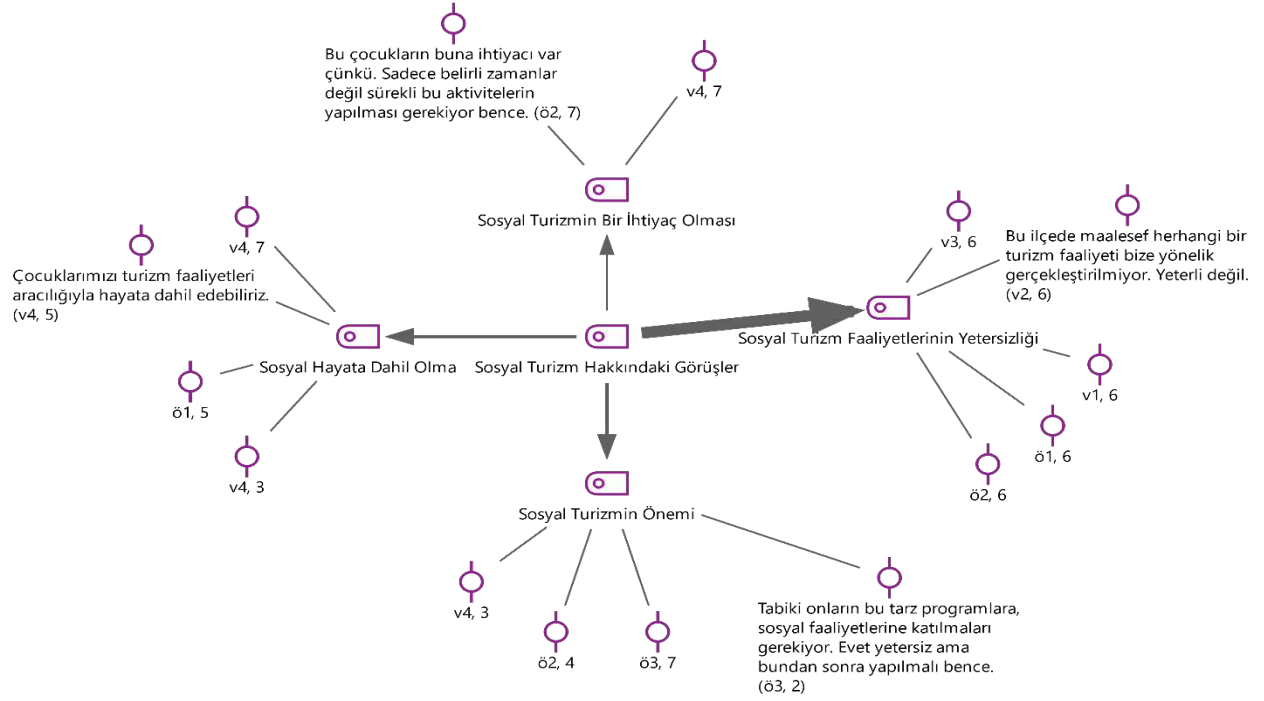 Bu çocukların buna ihtiyacı var
çünkü. Sadece belirli zamanlar
değil sürekli bu aktivitelerin
yapılması gerekiyor bence. (ö2, 7)
v4, 7
Sosyal Turizmin Bir İhtiyaç Olması
v4, 7
Çocuklarımızı turizm faaliyetleri
aracılığıyla hayata dahil edebiliriz.
(v4, 5)
v3, 6
Bu ilçede maalesef herhangi bir
turizm faaliyeti bize yönelik
gerçekleştirilmiyor. Yeterli değil.
(v2, 6)
Sosyal Turizm Faaliyetlerinin Yetersizliği
Sosyal Hayata Dahil Olma
Sosyal Turizm Hakkındaki Görüşler
ö1, 5
v4, 3
v1, 6
ö1, 6
ö2, 6
Sosyal Turizmin Önemi
v4, 3
ö2, 4
ö3, 7
Tabiki onların bu tarz programlara,
sosyal faaliyetlerine katılmaları
gerekiyor. Evet yetersiz ama
bundan sonra yapılmalı bence.
(ö3, 2)